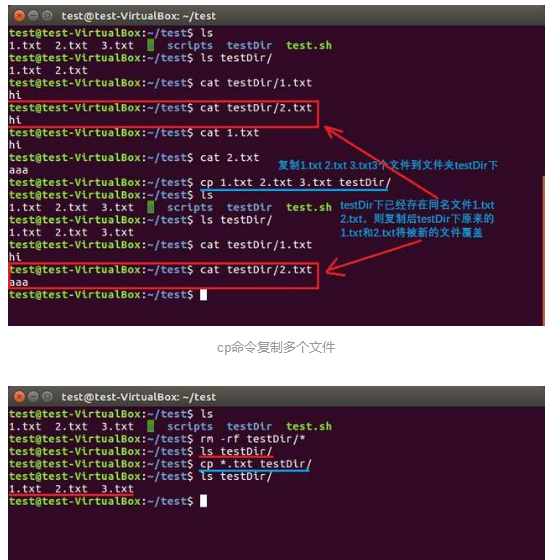 test@test-VirtualBox: ~/test
test@test-VirtualBox:~/test$ ls
1.txt 2.txt 3.txt scripts testDir test.sh
test@test-VirtualBox:~/test$ ls testDir/
1.txt 2.txt
test@test-VirtualBox:~/test$ cat testDir/1.txt
hi
test@test-VirtualBox:~/test$ cat testDir/2.txt
hi
test@test-VirtualBox:~/test$ cat 1.txt
hi
test@test-VirtualBox:~/test$ cat 2.txt
aaa
复制1.txt 2.txt 3.txt3个文件到文件夹testDir下
test@test-VirtualBox:~/test$ cp 1.txt 2.txt 3.txt testDir/
test@test-VirtualBox:~/test$ ls
1.txt 2.txt 3.txt scripts testDir test.sh
test@test-VirtualBox:~/test$ ls testDir/
1.txt 2.txt 3.txt
testDir下已经存在同名文件1.txt
2.txt，则复制后testDir下原来的
1.txt和2.txt将被新的文件覆盖
test@test-VirtualBox:~/test$ cat testDir/1.txt
hi
test@test-VirtualBox:~/test$ cat testDir/2.txt
aaa
test@test-VirtualBox:~/test$
cp命令复制多个文件
test@test-VirtualBox: ~/test
test@test-VirtualBox:~/test$ ls
1.txt 2.txt 3.txt scripts testDir test.sh
test@test-VirtualBox:~/test$ rm -rf testDir/*
test@test-VirtualBox:~/test$ ls testDir/
test@test-VirtualBox:~/test$ cp *.txt testDir/
test@test-VirtualBox:~/test$ ls testDir/
1.txt 2.txt 3.txt
test@test-VirtualBox:~/test$